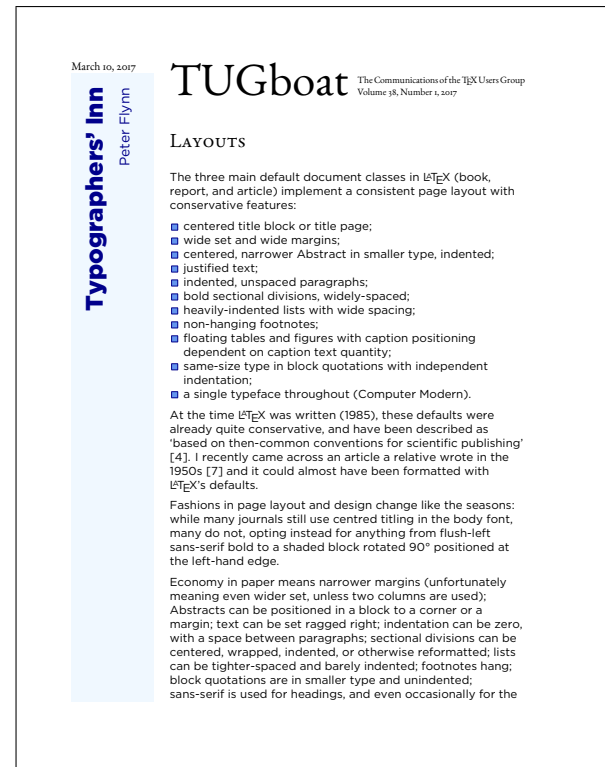 March 10, 2017
TUGboat
The Communications of the TEX Users Group
Volume 38, Number 1, 2017
Typographers' Inn
Peter Flynn
Layouts
The three main default document classes in LATEX (book,
report, and article) implement a consistent page layout with
conservative features:
centered title block or title page;
wide set and wide margins;
centered, narrower Abstract in smaller type, indented;
justified text;
indented, unspaced paragraphs;
bold sectional divisions, widely-spaced;
heavily-indented lists with wide spacing;
non-hanging footnotes;
floating tables and figures with caption positioning
dependent on caption text quantity;
same-size type in block quotations with independent
indentation;
a single typeface throughout (Computer Modern).
At the time LATEX was written (1985), these defaults were
already quite conservative, and have been described as
‘based on then-common conventions for scientific publishing’
[4]. I recently came across an article a relative wrote in the
1950s [7] and it could almost have been formatted with
LATEX’s defaults.
Fashions in page layout and design change like the seasons:
while many journals still use centred titling in the body font,
many do not, opting instead for anything from flush-left
sans-serif bold to a shaded block rotated 90° positioned at
the left-hand edge.
Economy in paper means narrower margins (unfortunately
meaning even wider set, unless two columns are used);
Abstracts can be positioned in a block to a corner or a
margin; text can be set ragged right; indentation can be zero,
with a space between paragraphs; sectional divisions can be
centered, wrapped, indented, or otherwise reformatted; lists
can be tighter-spaced and barely indented; footnotes hang;
block quotations are in smaller type and unindented;
sans-serif is used for headings, and even occasionally for the